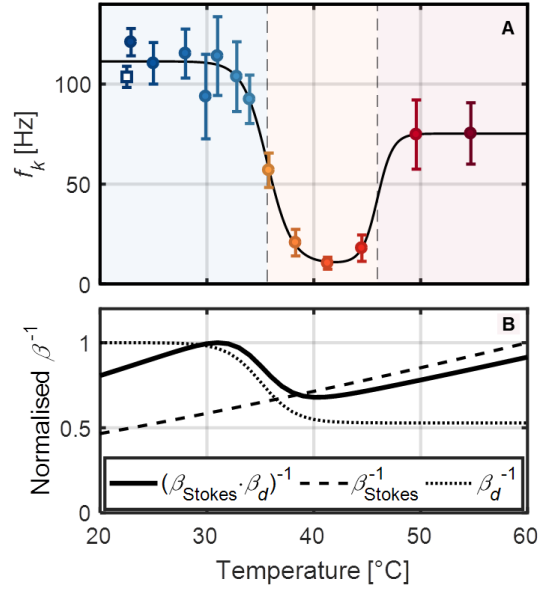 A
f_k [Hz]
100
50
0
B
Normalised β^-1
1
0.5
0
(β_Stokes · β_d)^-1 β_Stokes^-1 β_d^-1
20 30 40 50 60
Temperature [°C]